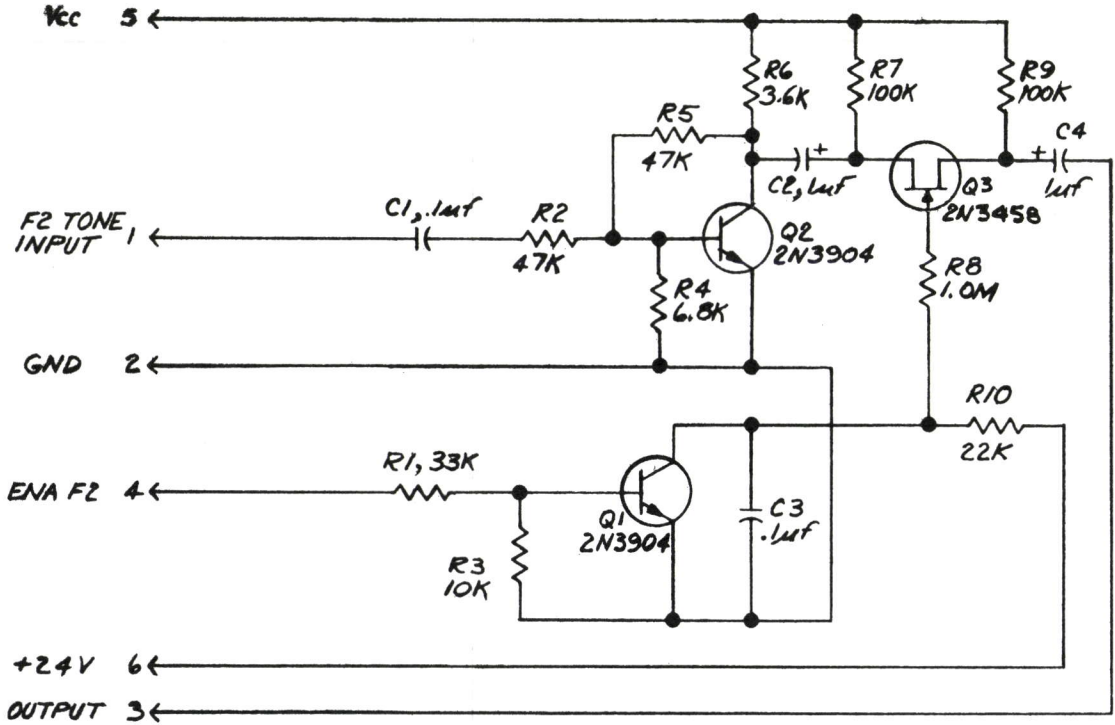 Vcc 5
R6
3.6K
R7
100K
R9
100K
R5
47K
C4
1uf
C2, 1uf
Q3
2N3458
C1, .1uf
R2
47K
F2 TONE
INPUT 1
Q2
2N3904
R8
1.0M
R4
6.8K
GND 2
R10
22K
R1, 33K
ENA F2 4
Q1
2N3904
C3
.1uf
R3
10K
+24V 6
OUTPUT 3